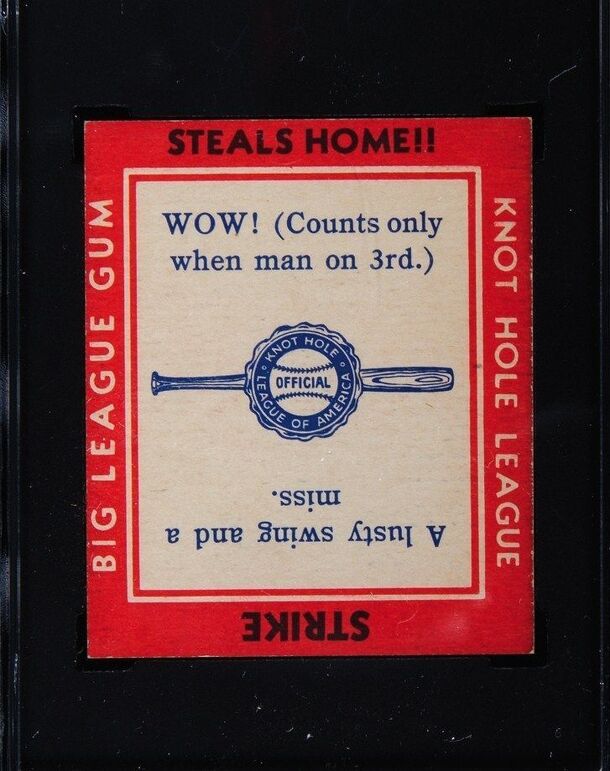 STEALS HOME!!
WOW! (Counts only
when man on 3rd.)
BIG LEAGUE GUM
KNOT HOLE LEAGUE
KNOT HOLE
OFFICIAL
LEAGUE OF AMERICA
STRIKE
A lusty swing and a
miss.